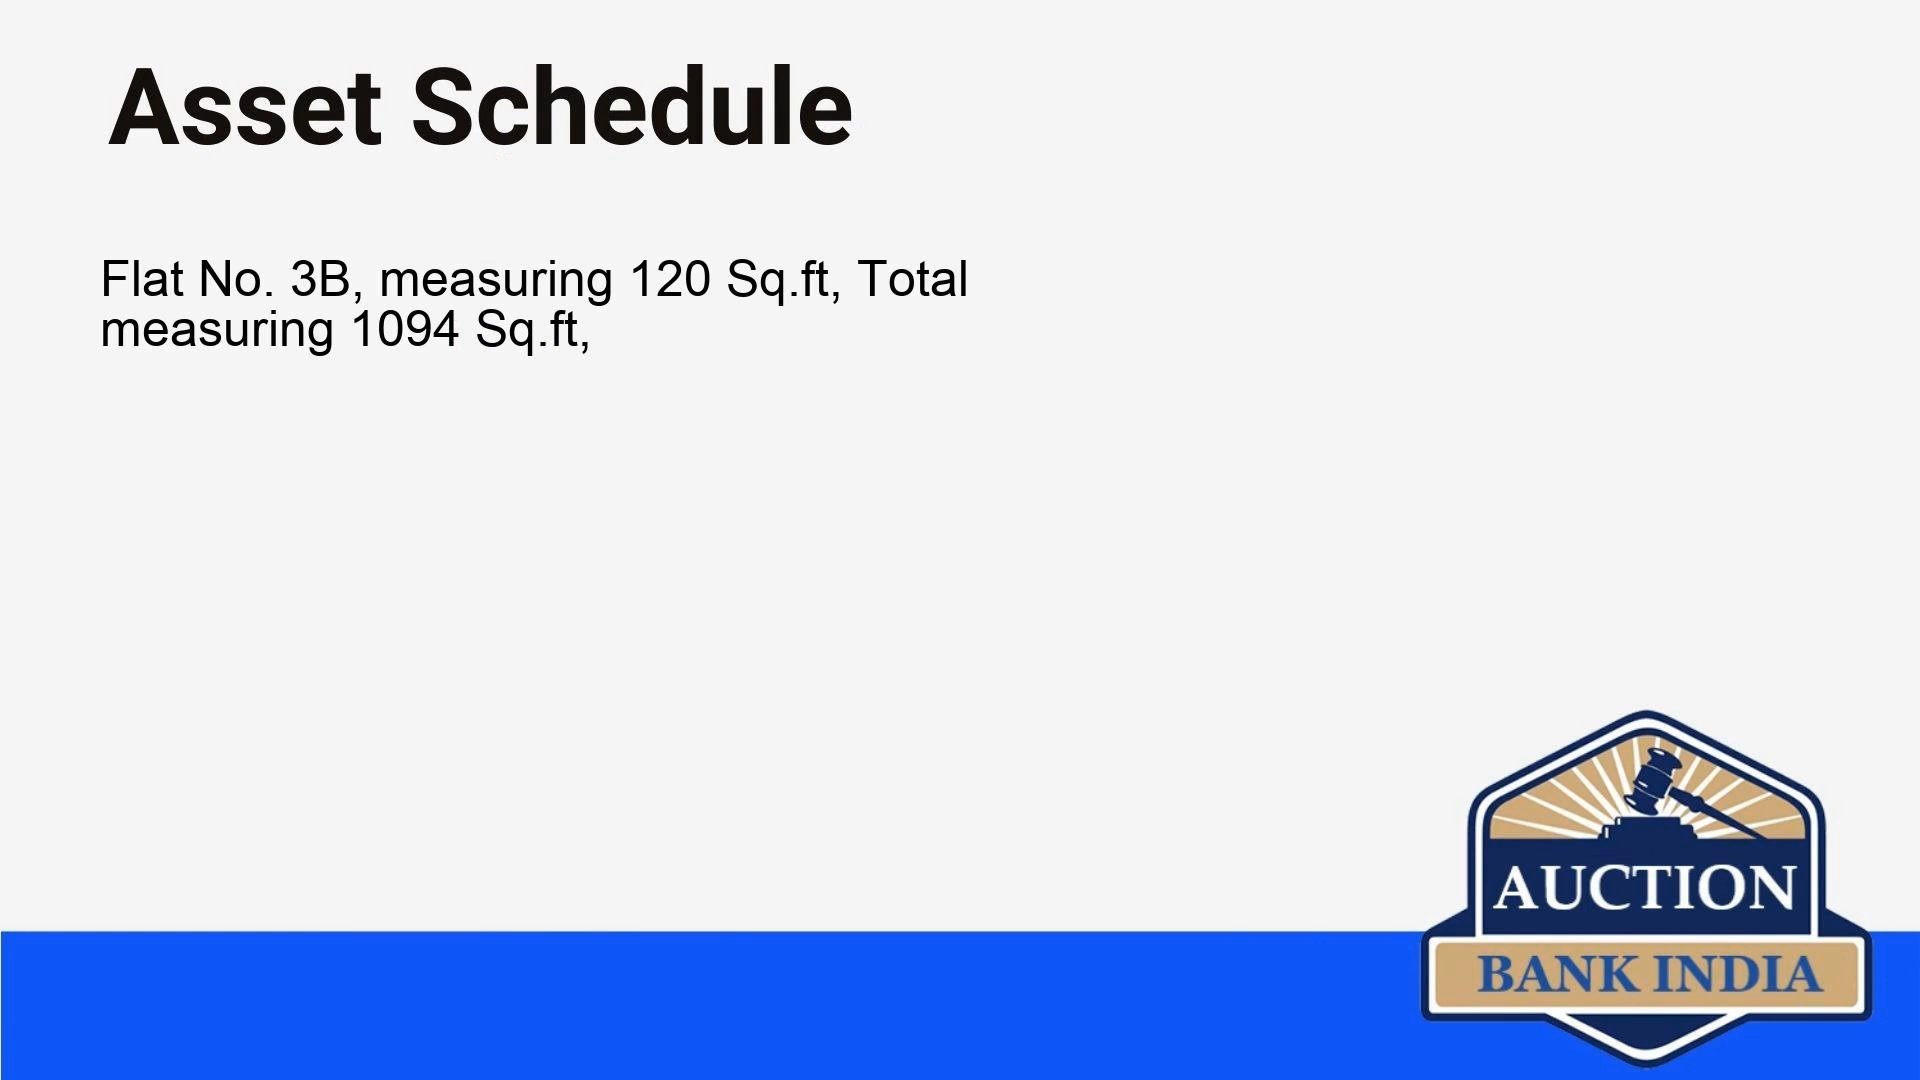 Asset Schedule
Flat No. 3B, measuring 120 Sq.ft, Total
measuring 1094 Sq.ft,
AUCTION
BANK INDIA